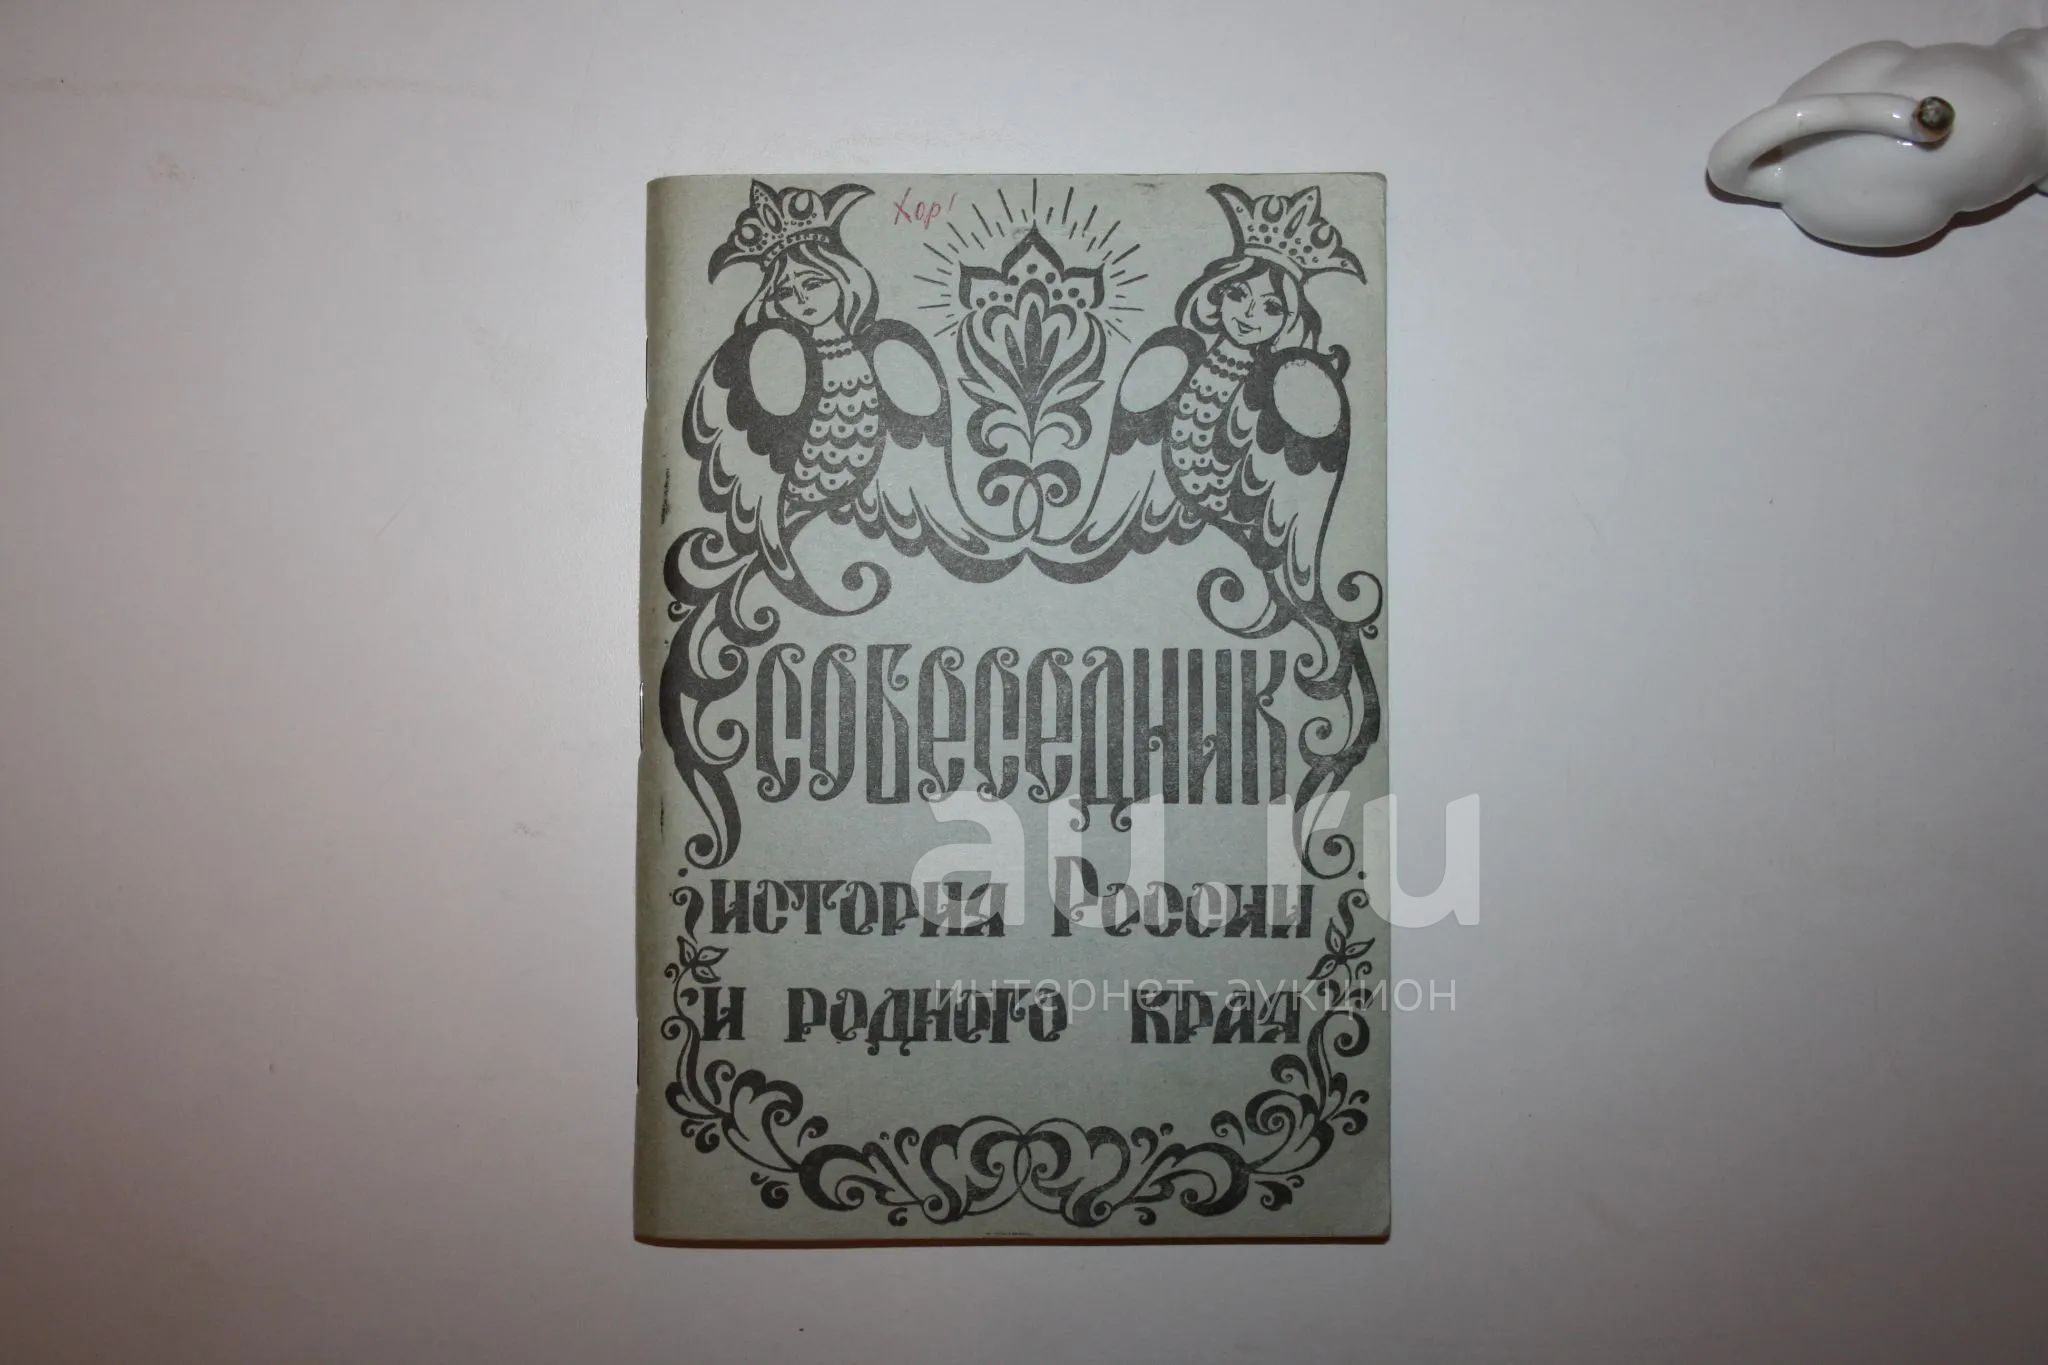 Хор!
СОБЕСЕДНИК
история России
и родного края
au.ru
интернет-аукцион